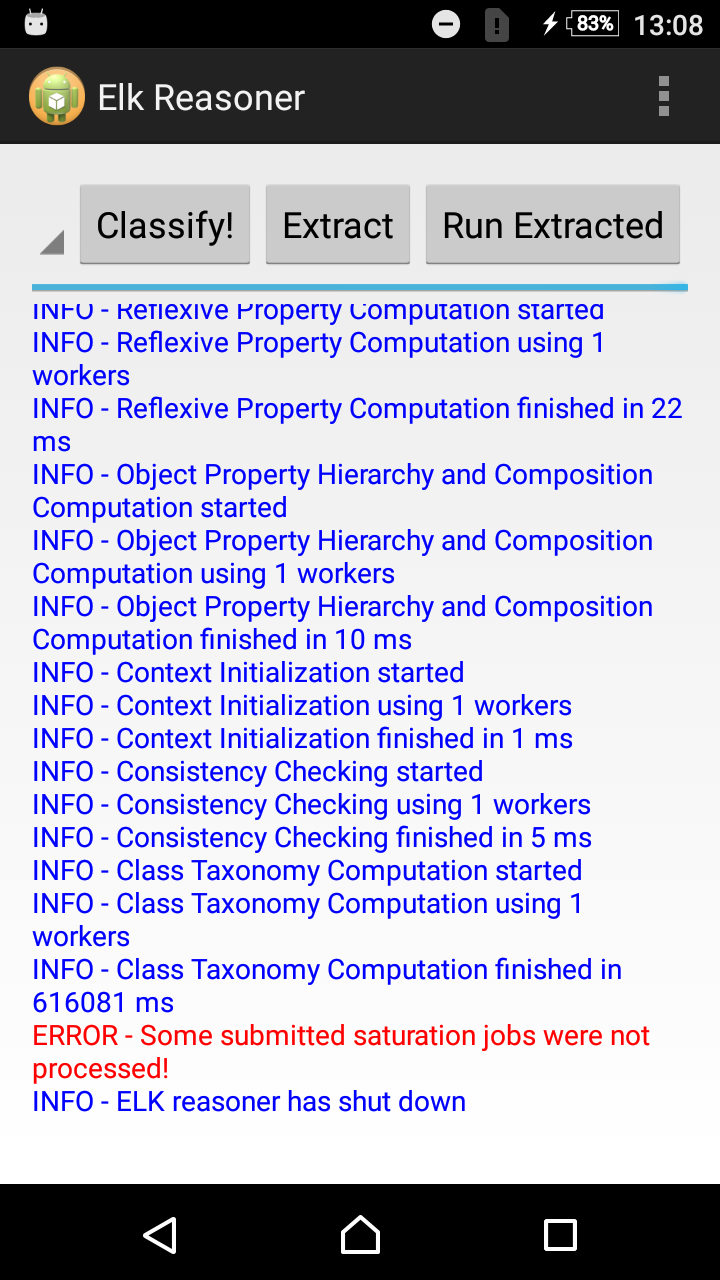 83% 13:08
Elk Reasoner
Classify! Extract Run Extracted
INFO - Reflexive Property Computation started
INFO - Reflexive Property Computation using 1
workers
INFO - Reflexive Property Computation finished in 22
ms
INFO - Object Property Hierarchy and Composition
Computation started
INFO - Object Property Hierarchy and Composition
Computation using 1 workers
INFO - Object Property Hierarchy and Composition
Computation finished in 10 ms
INFO - Context Initialization started
INFO - Context Initialization using 1 workers
INFO - Context Initialization finished in 1 ms
INFO - Consistency Checking started
INFO - Consistency Checking using 1 workers
INFO - Consistency Checking finished in 5 ms
INFO - Class Taxonomy Computation started
INFO - Class Taxonomy Computation using 1
workers
INFO - Class Taxonomy Computation finished in
616081 ms
ERROR - Some submitted saturation jobs were not
processed!
INFO - ELK reasoner has shut down